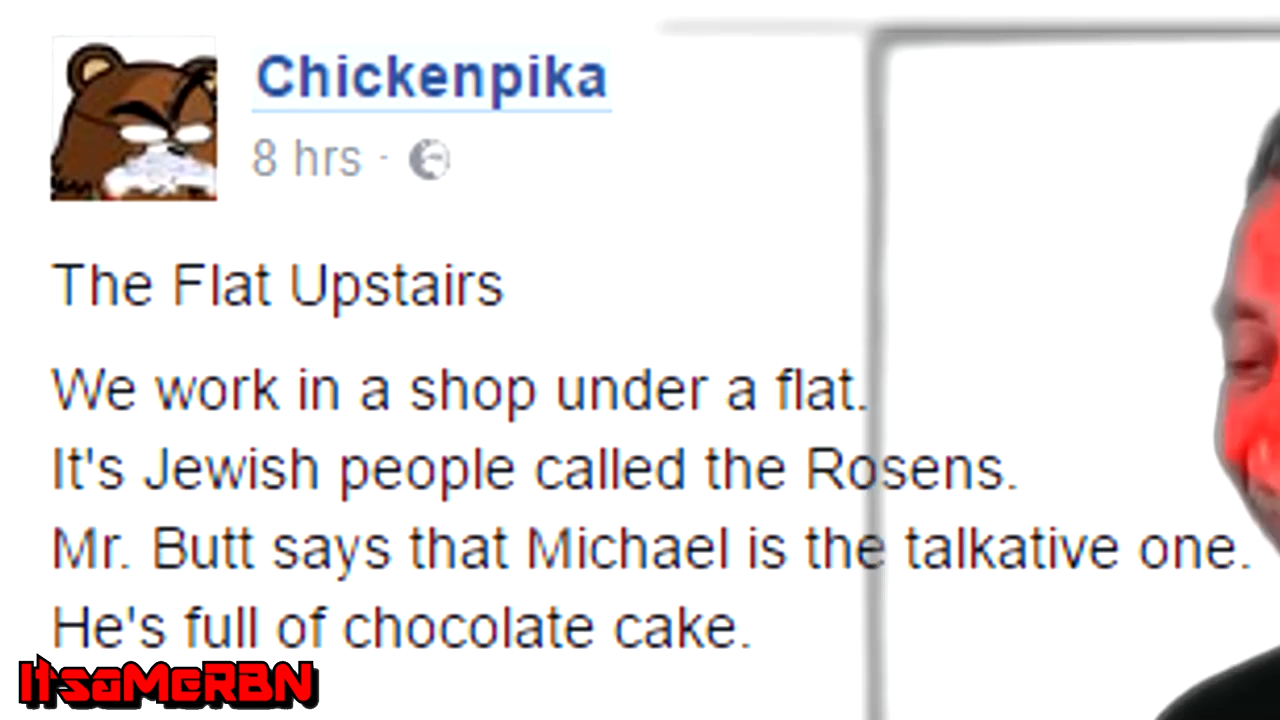 Chickenpika
8 hrs ·
The Flat Upstairs
We work in a shop under a flat.
It's Jewish people called the Rosens.
Mr. Butt says that Michael is the talkative one.
He's full of chocolate cake.
ItsaMeRBN